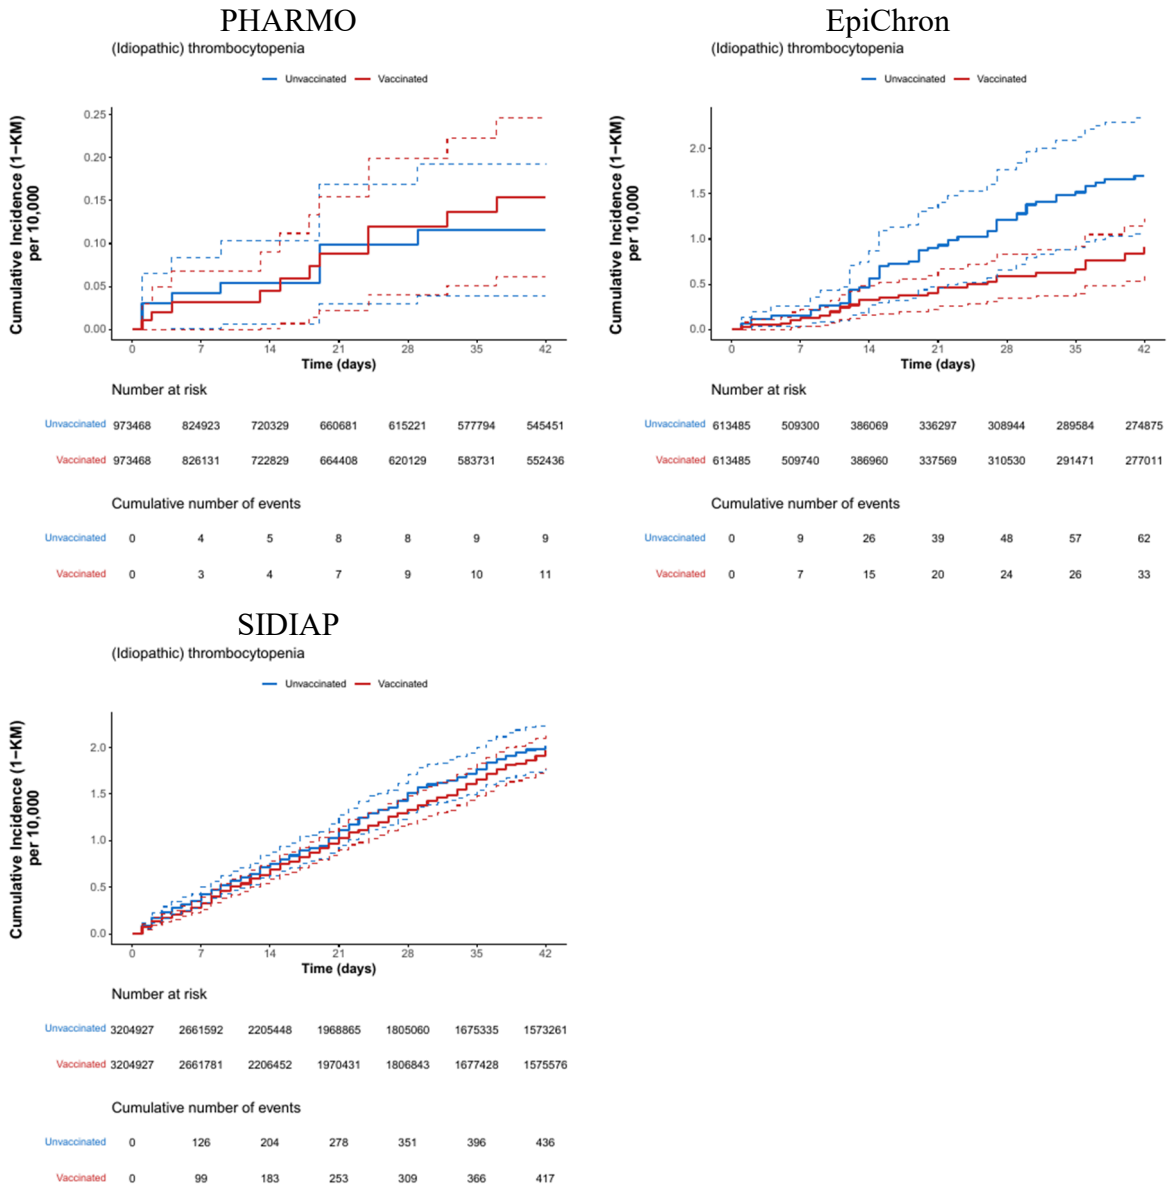 PHARMO
(Idiopathic) thrombocytopenia
Unvaccinated Vaccinated
Cumulative Incidence (1−KM)
per 10,000
0.25
0.20
0.15
0.10
0.05
0.00
0 7 14 21 28 35 42
Time (days)
Number at risk
Unvaccinated 973468 824923 720329 660681 615221 577794 545451
Vaccinated 973468 826131 722829 664408 620129 583731 552436
Cumulative number of events
Unvaccinated 0 4 5 8 8 9 9
Vaccinated 0 3 4 7 9 10 11
EpiChron
(Idiopathic) thrombocytopenia
Unvaccinated Vaccinated
Cumulative Incidence (1−KM)
per 10,000
2.0
1.5
1.0
0.5
0.0
0 7 14 21 28 35 42
Time (days)
Number at risk
Unvaccinated 613485 509300 386069 336297 308944 289584 274875
Vaccinated 613485 509740 386960 337569 310530 291471 277011
Cumulative number of events
Unvaccinated 0 9 26 39 48 57 62
Vaccinated 0 7 15 20 24 26 33
SIDIAP
(Idiopathic) thrombocytopenia
Unvaccinated Vaccinated
Cumulative Incidence (1−KM)
per 10,000
2.0
1.5
1.0
0.5
0.0
0 7 14 21 28 35 42
Time (days)
Number at risk
Unvaccinated 3204927 2661592 2205448 1968865 1805060 1675335 1573261
Vaccinated 3204927 2661781 2206452 1970431 1806843 1677428 1575576
Cumulative number of events
Unvaccinated 0 126 204 278 351 396 436
Vaccinated 0 99 183 253 309 366 417